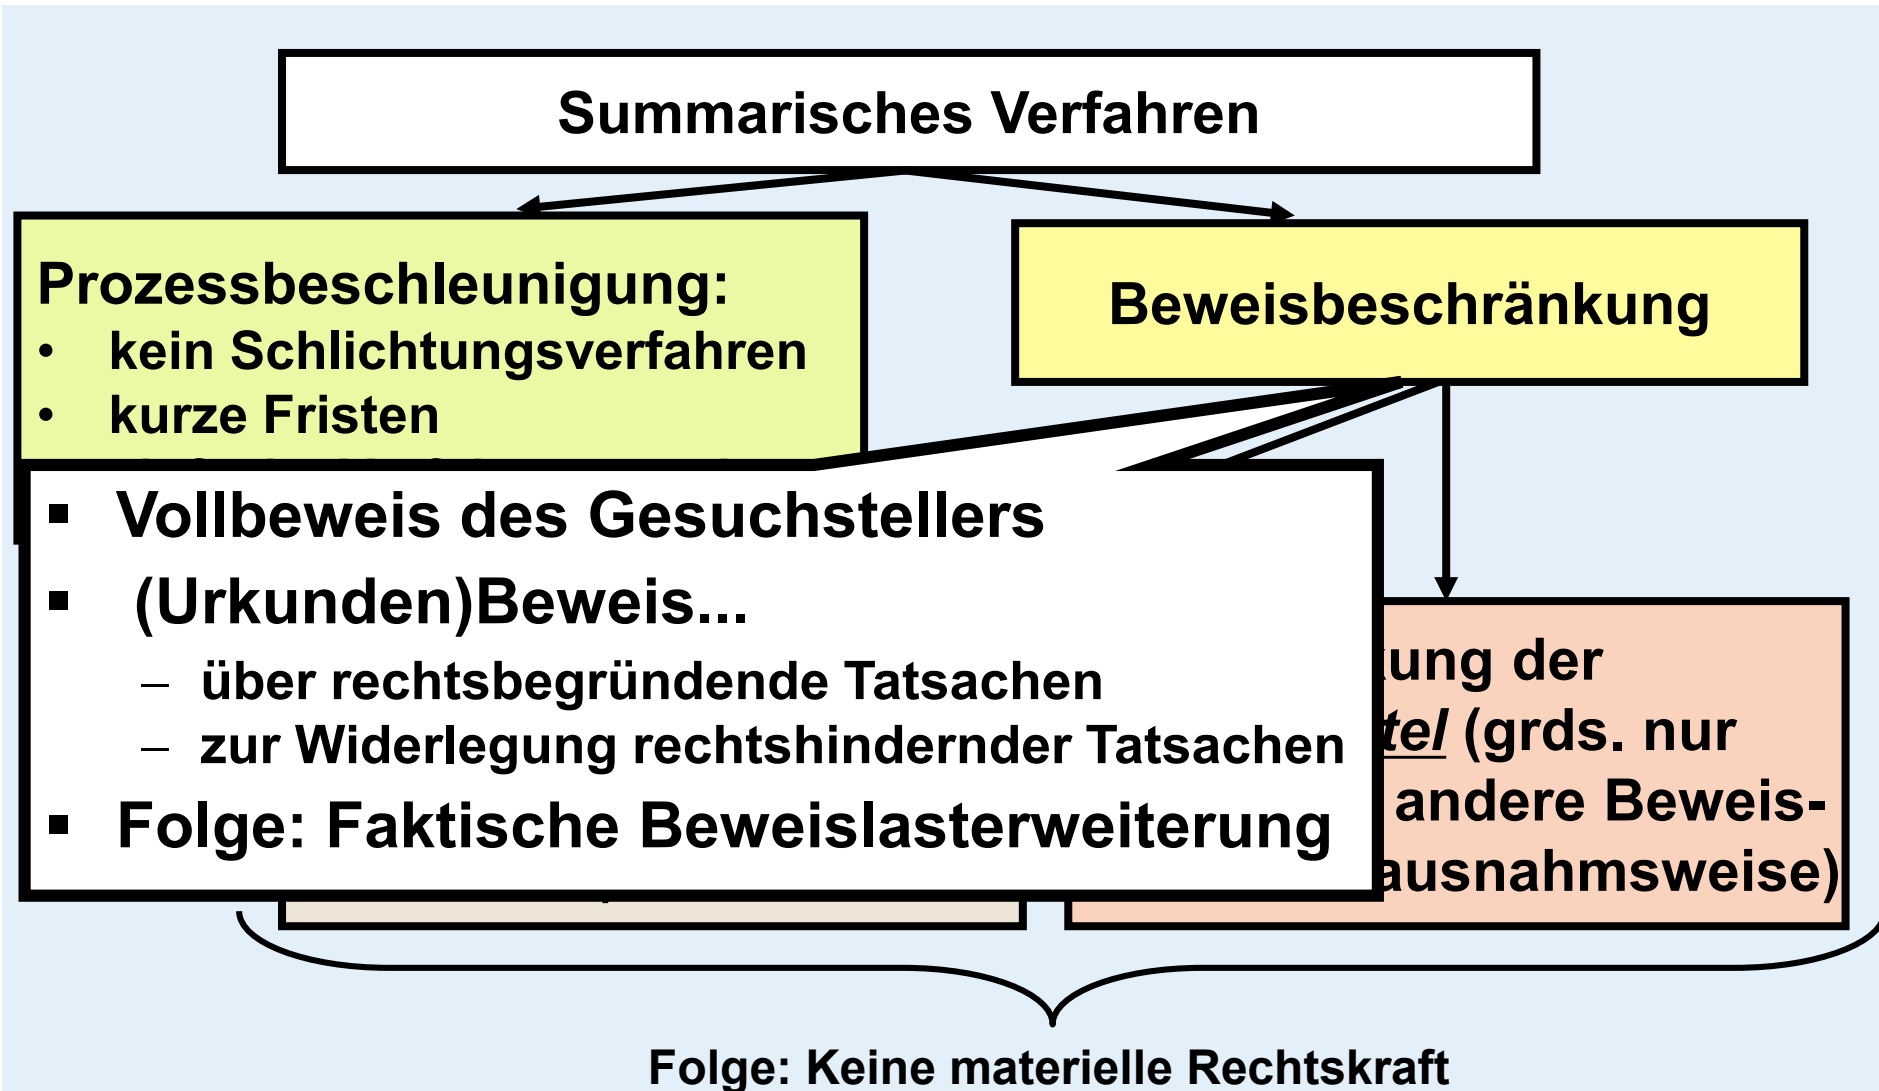 Summarisches Verfahren
Prozessbeschleunigung:
• kein Schlichtungsverfahren
• kurze Fristen
Beweisbeschränkung
▪ Vollbeweis des Gesuchstellers
▪ (Urkunden)Beweis...
– über rechtsbegründende Tatsachen
– zur Widerlegung rechtshindernder Tatsachen
▪ Folge: Faktische Beweislasterweiterung
kung der
tel (grds. nur
andere Beweis-
ausnahmsweise)
Folge: Keine materielle Rechtskraft